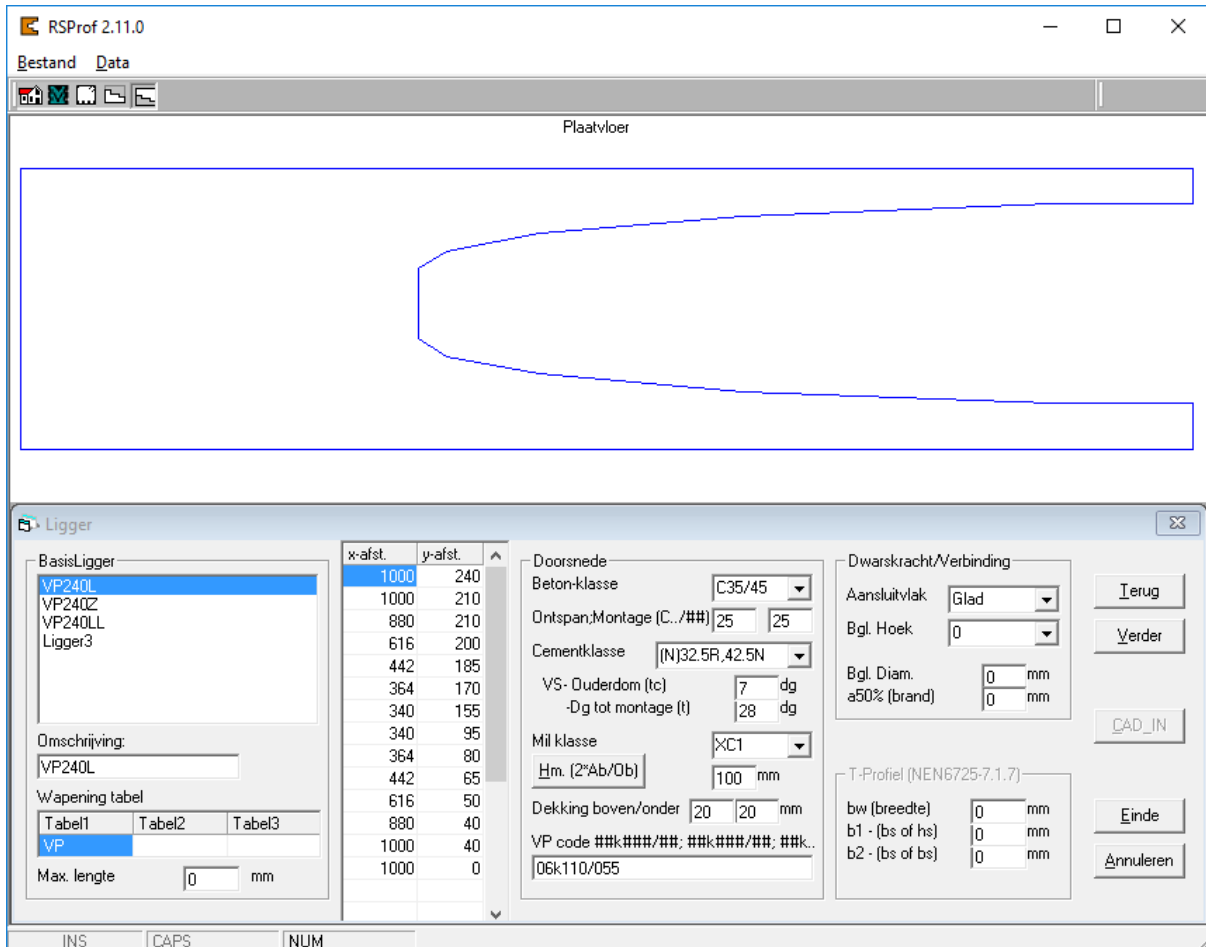 RSProf 2.11.0
Bestand Data
Plaatvloer
Ligger
BasisLigger
VP240L
VP240Z
VP240LL
Ligger3
Omschrijving:
VP240L
Wapening tabel
Tabel1 Tabel2 Tabel3
VP
Max. lengte 0 mm
x-afst. y-afst.
1000 240
1000 210
880 210
616 200
442 185
364 170
340 155
340 95
364 80
442 65
616 50
880 40
1000 40
1000 0
Doorsnede
Beton-klasse C35/45
Ontspan;Montage (C../##) 25 25
Cementklasse (N)32.5R,42.5N
VS- Ouderdom (tc) 7 dg
-Dg tot montage (t) 28 dg
Mil klasse XC1
Hm. (2*Ab/Ob) 100 mm
Dekking boven/onder 20 20 mm
VP code ##k###/##; ##k###/##; ##k..
06k110/055
Dwarskracht/Verbinding
Aansluitvlak Glad
Bgl. Hoek 0
Bgl. Diam. 0 mm
a50% (brand) 0 mm
T-Profiel (NEN6725-7.1.7)
bw (breedte) 0 mm
b1 - (bs of hs) 0 mm
b2 - (bs of bs) 0 mm
Terug
Verder
CAD_IN
Einde
Annuleren
INS CAPS NUM